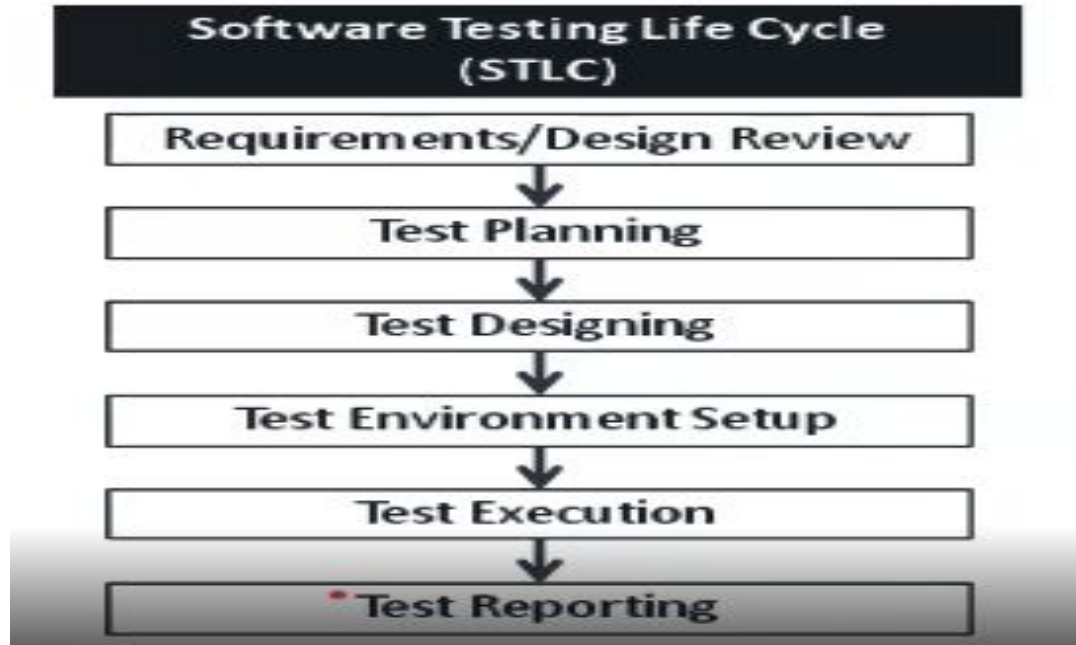 Software Testing Life Cycle
(STLC)
Requirements/Design Review
Test Planning
Test Designing
Test Environment Setup
Test Execution
Test Reporting